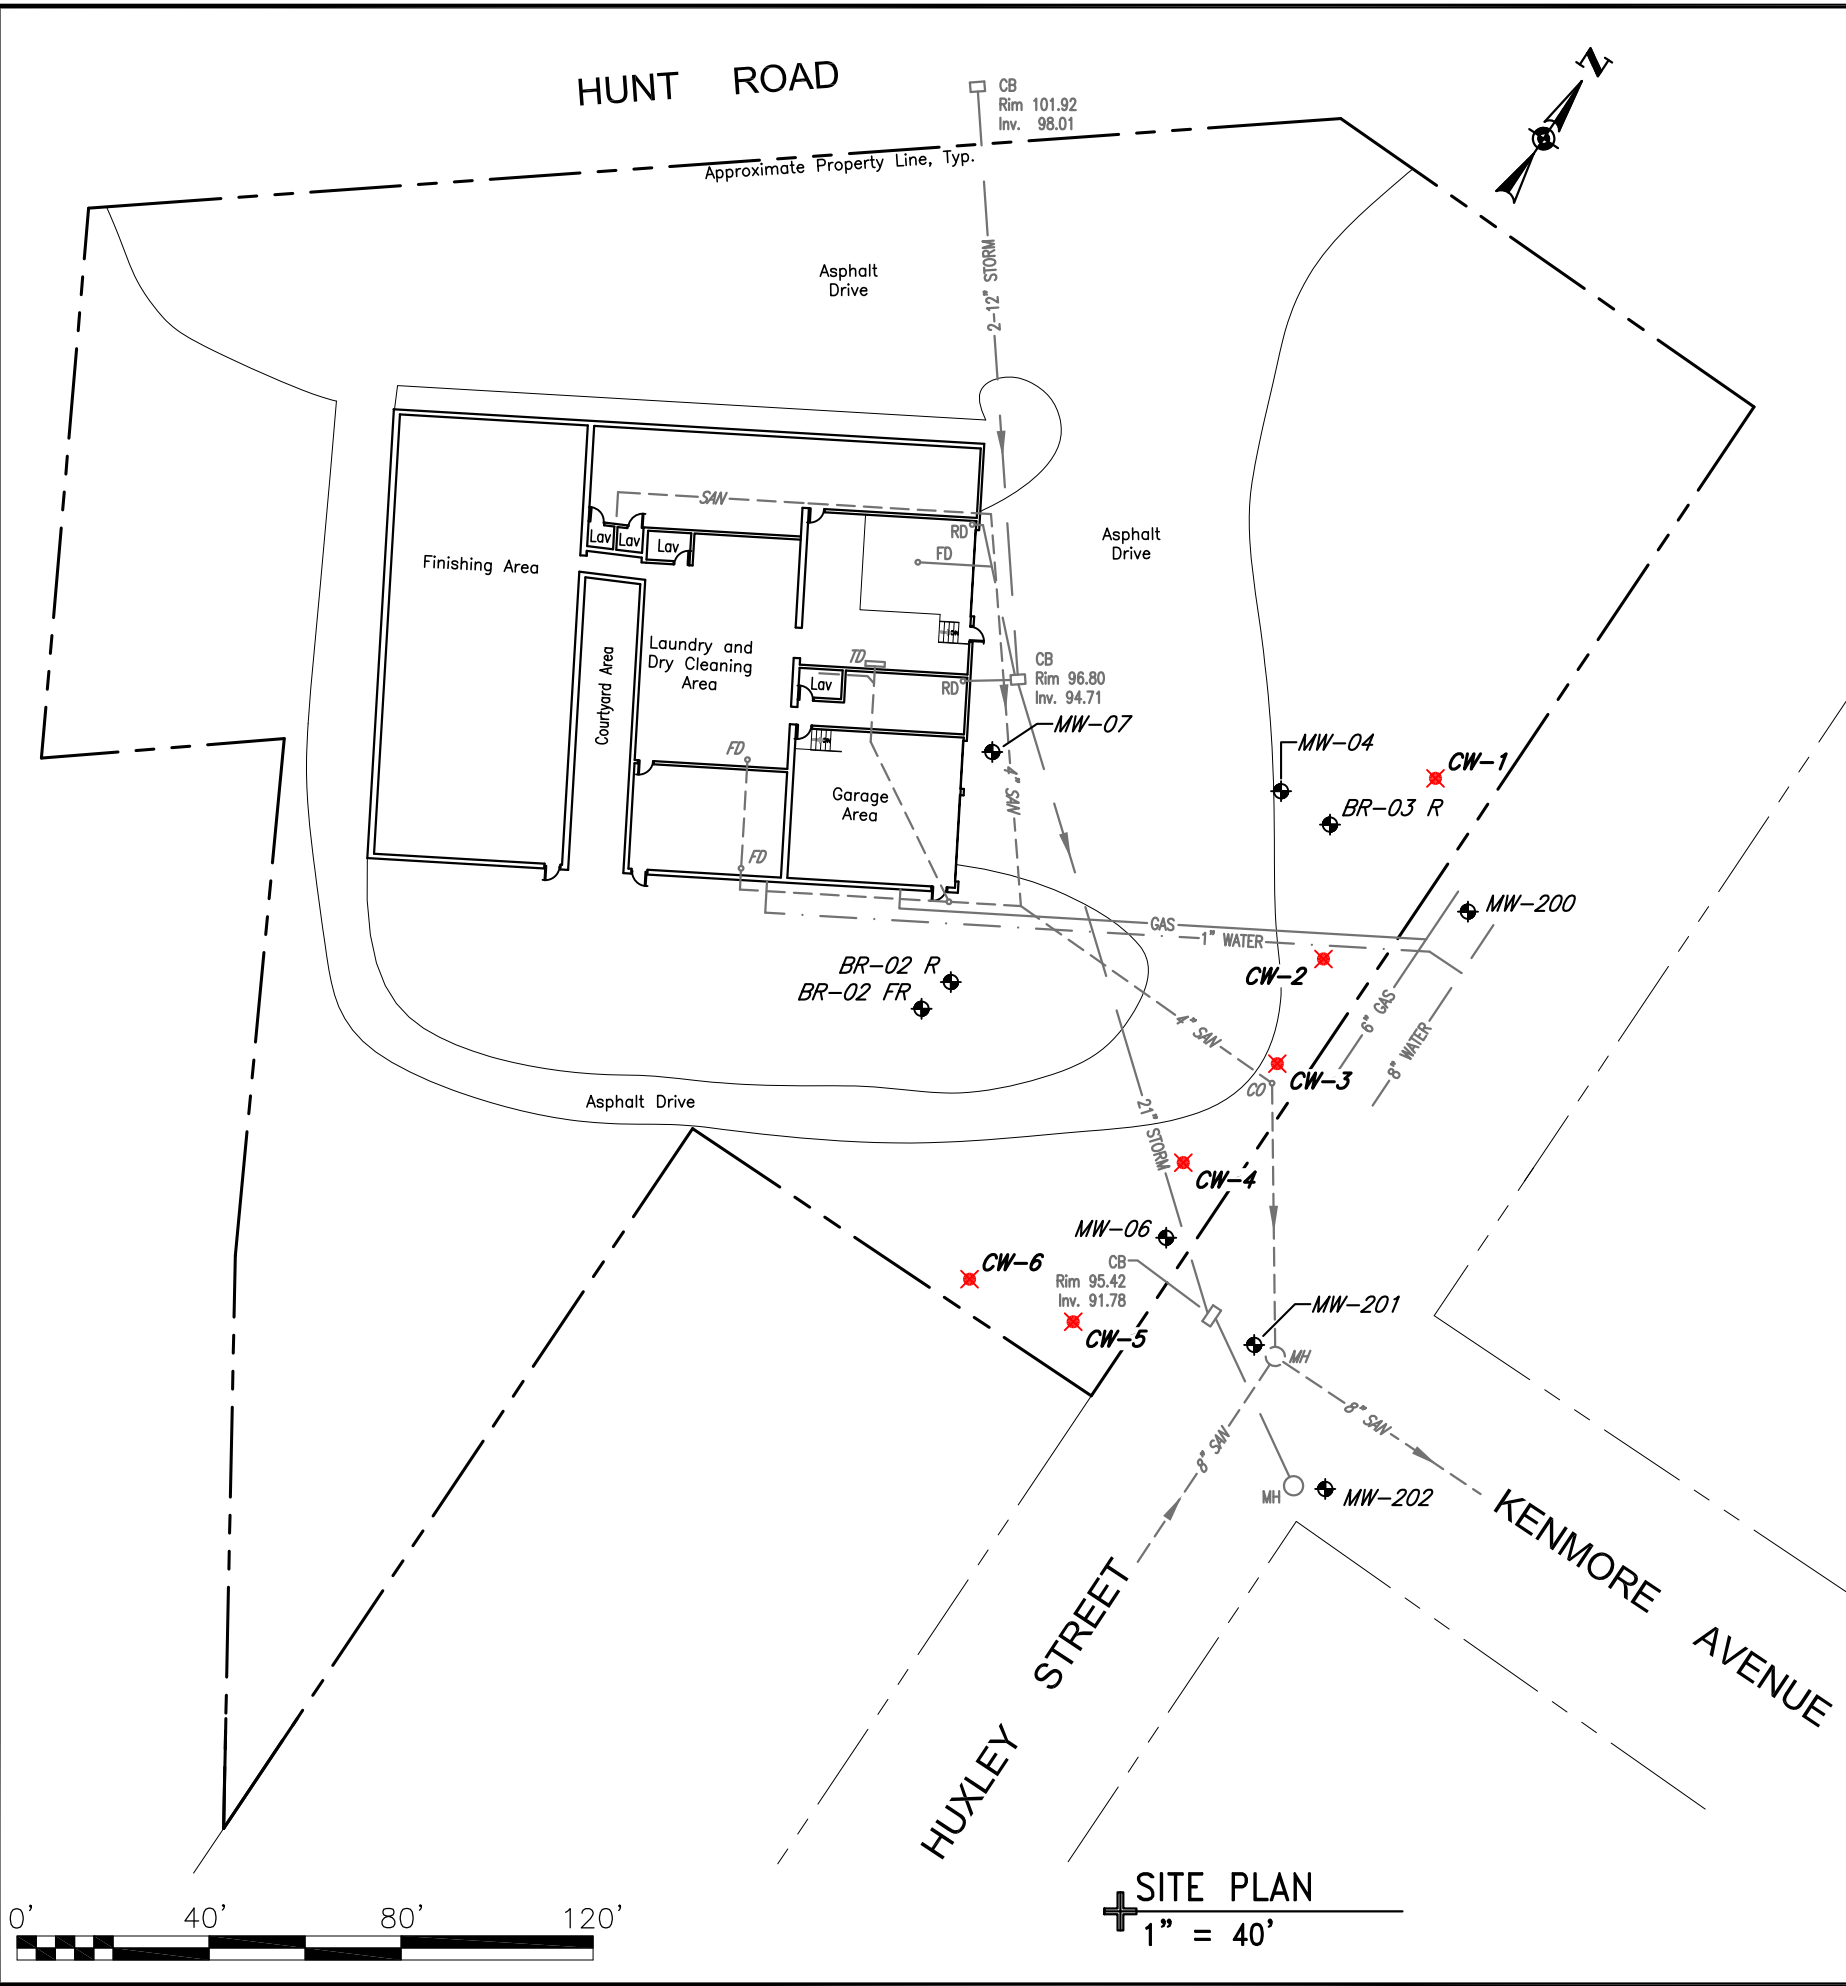 HUNT ROAD
N
CB
Rim 101.92
Inv. 98.01
Approximate Property Line, Typ.
2-12" STORM
Asphalt
Drive
SAN
RD
FD
Lav
Lav
Lav
Finishing Area
Asphalt
Drive
Courtyard Area
Laundry and
Dry Cleaning
Area
TD
Lav
RD
CB
Rim 96.80
Inv. 94.71
MW-07
FD
4" SAN
Garage
Area
FD
MW-04
CW-1
BR-03 R
MW-200
GAS
1" WATER
CW-2
BR-02 R
BR-02 FR
4" SAN
6" GAS
8" WATER
CW-3
CO
Asphalt Drive
21" STORM
CW-4
MW-06
CW-6
CB
Rim 95.42
Inv. 91.78
CW-5
MW-201
MH
8" SAN
8" SAN
MH
MW-202
KENMORE AVENUE
HUXLEY STREET
SITE PLAN
1" = 40'
0' 40' 80' 120'